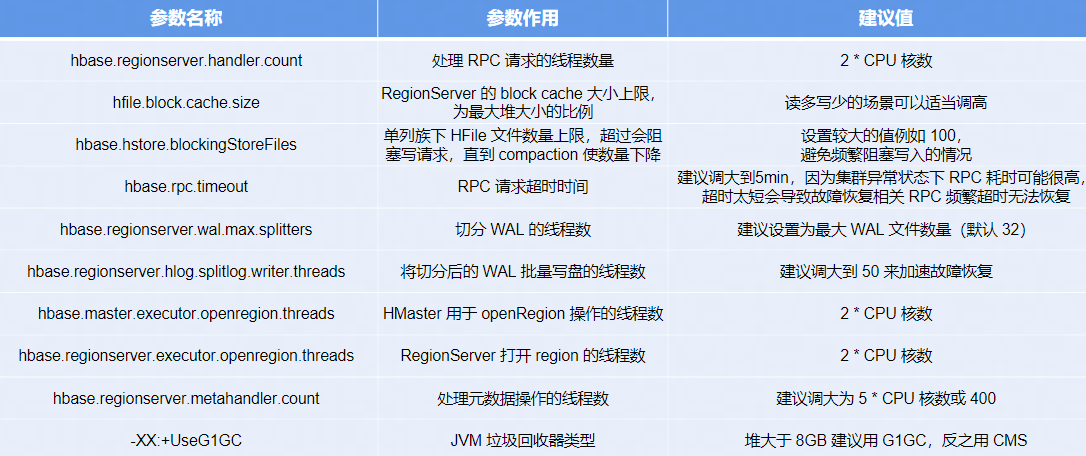 参数名称 参数作用 建议值
hbase.regionserver.handler.count 处理 RPC 请求的线程数量 2 * CPU 核数
hfile.block.cache.size RegionServer 的 block cache 大小上限，
为最大堆大小的比例 读多写少的场景可以适当调高
hbase.hstore.blockingStoreFiles 单列族下 HFile 文件数量上限，超过会阻
塞写请求，直到 compaction 使数量下降 设置较大的值例如 100，
避免频繁阻塞写入的情况
hbase.rpc.timeout RPC 请求超时时间 建议调大到5min，因为集群异常状态下 RPC 耗时可能很高，
超时太短会导致故障恢复相关 RPC 频繁超时无法恢复
hbase.regionserver.wal.max.splitters 切分 WAL 的线程数 建议设置为最大 WAL 文件数量（默认 32）
hbase.regionserver.hlog.splitlog.writer.threads 将切分后的 WAL 批量写盘的线程数 建议调大到 50 来加速故障恢复
hbase.master.executor.openregion.threads HMaster 用于 openRegion 操作的线程数 2 * CPU 核数
hbase.regionserver.executor.openregion.threads RegionServer 打开 region 的线程数 2 * CPU 核数
hbase.regionserver.metahandler.count 处理元数据操作的线程数 建议调大为 5 * CPU 核数或 400
-XX:+UseG1GC JVM 垃圾回收器类型 堆大于 8GB 建议用 G1GC，反之用 CMS